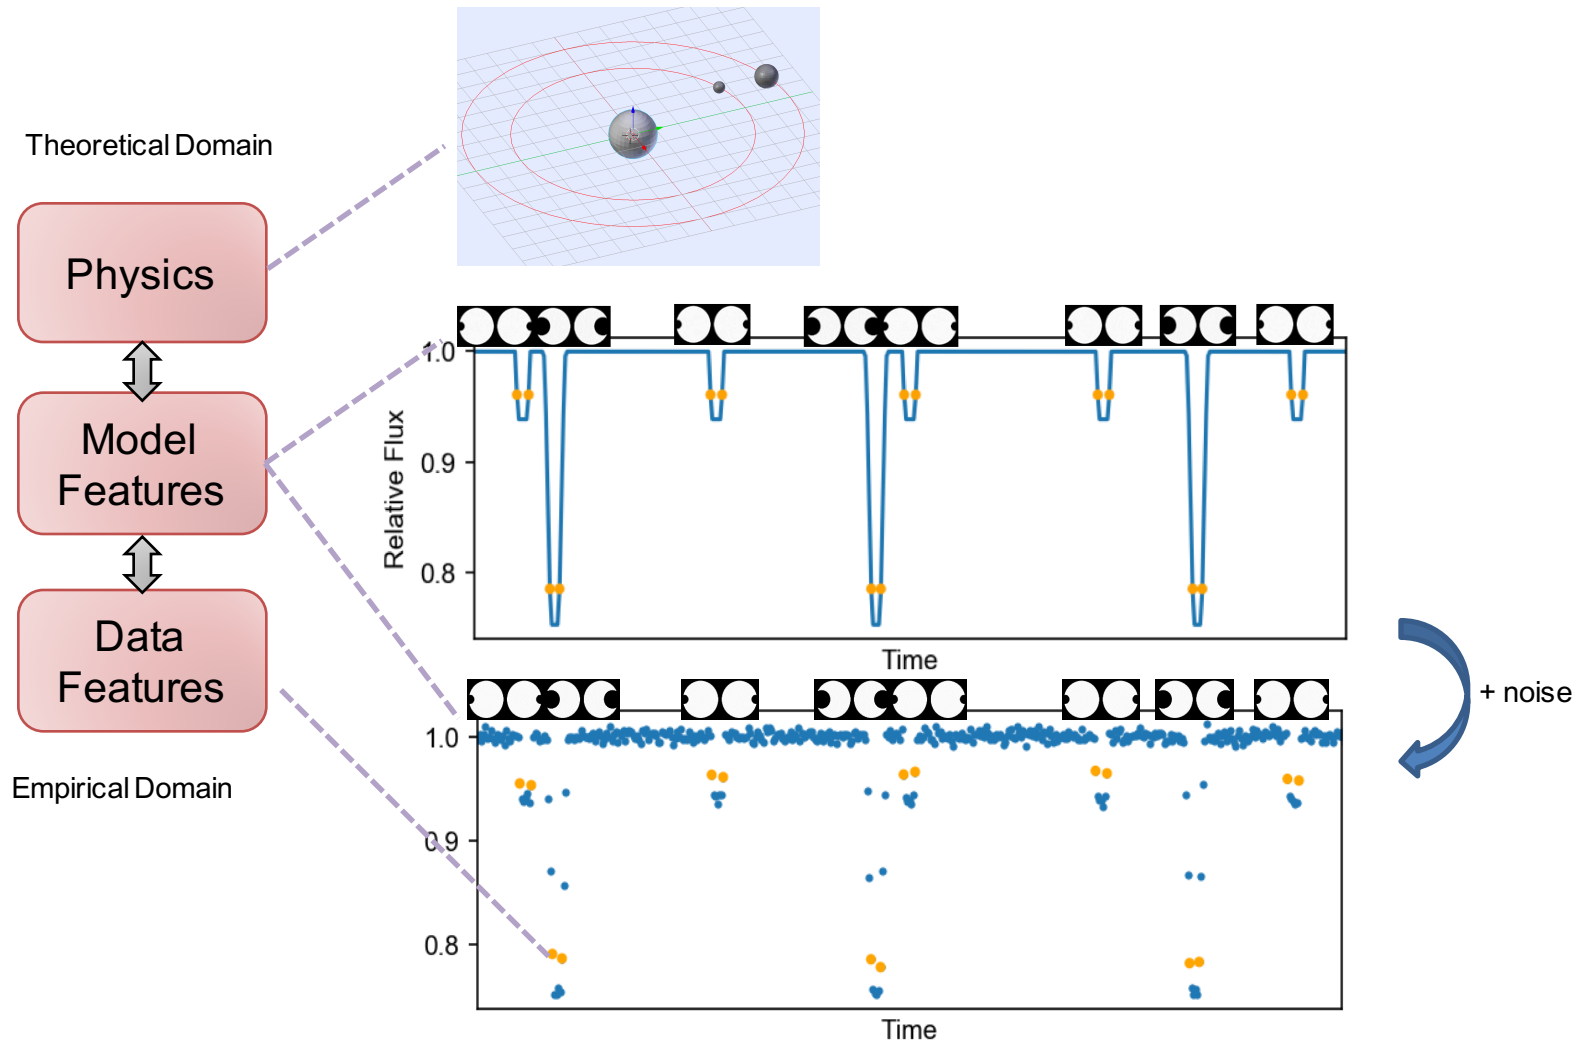 Theoretical Domain
Physics
Model
Features
Data
Features
Empirical Domain
1.0
0.9
0.8
Relative Flux
Time
+ noise
1.0
0.9
0.8
Time